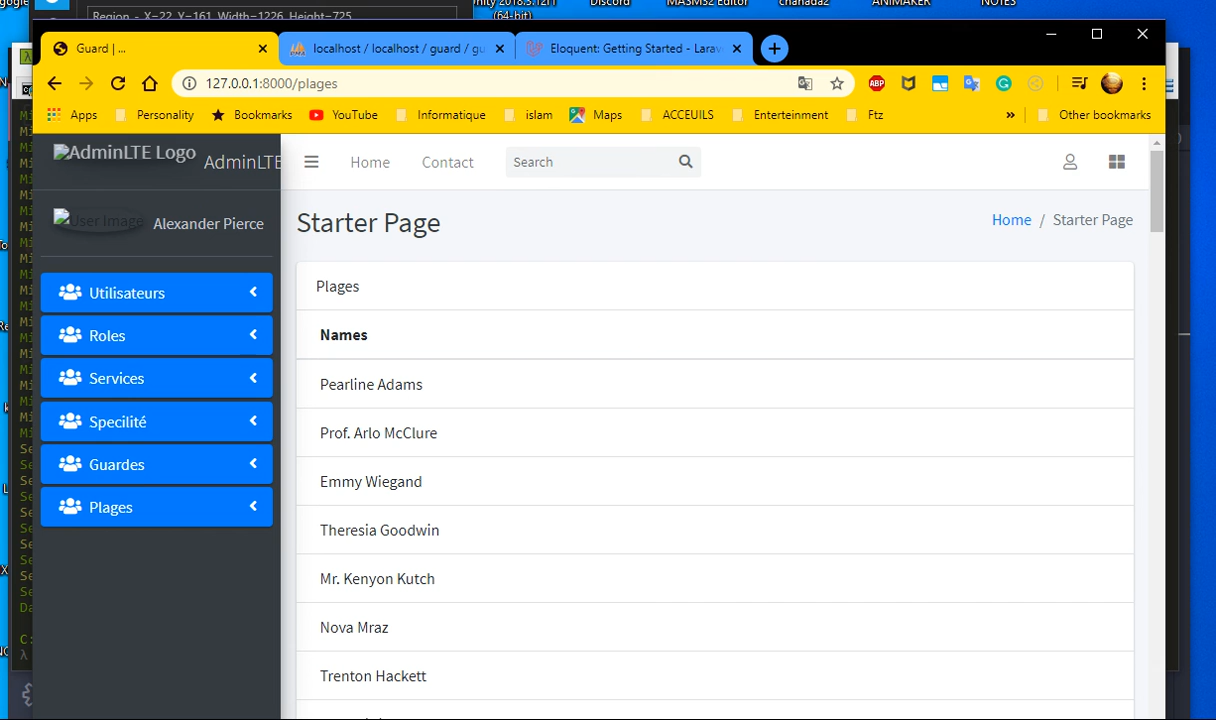 Region - X=22, Y=161, Width=1226, Height=725
Discord
MASM32 Editor
ANIMAKER
NOTES
(64-bit)
Guard | ...
localhost / localhost / guard / gu
Eloquent: Getting Started - Larav
127.0.0.1:8000/plages
ABP
Apps
Personality
Bookmarks
YouTube
Informatique
islam
Maps
ACCEUILS
Enterteinment
Ftz
»
Other bookmarks
AdminLTE Logo
AdminLTE
Home
Contact
Search
User Image
Alexander Pierce
Starter Page
Home / Starter Page
Utilisateurs
Roles
Services
Specilité
Guardes
Plages
Plages
Names
Pearline Adams
Prof. Arlo McClure
Emmy Wiegand
Theresia Goodwin
Mr. Kenyon Kutch
Nova Mraz
Trenton Hackett